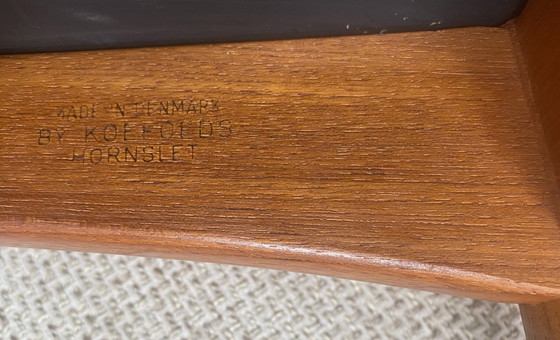 MADE IN DENMARK
BY KOEFOEDS
HORNSLET